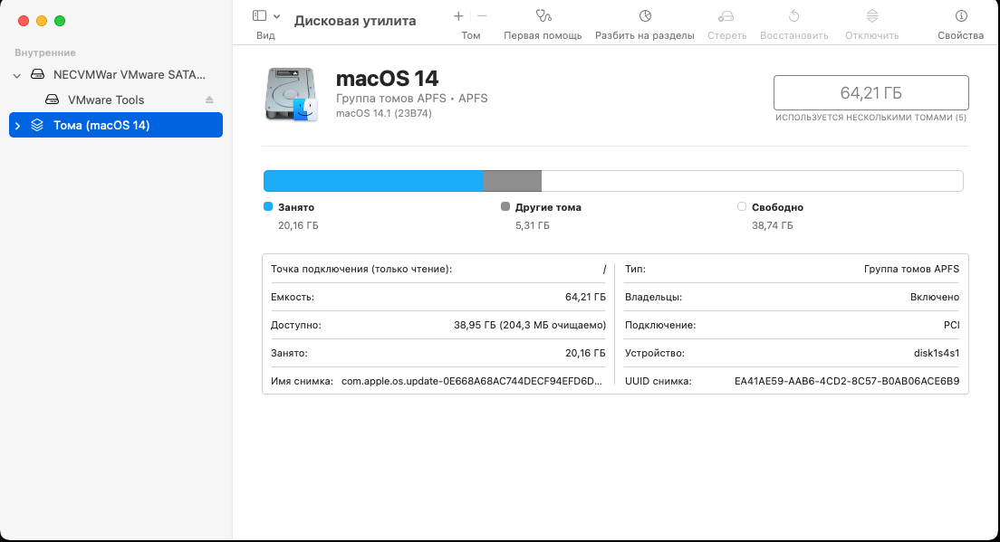 Дисковая утилита
Вид
Том
Первая помощь
Разбить на разделы
Стереть
Восстановить
Отключить
Свойства
Внутренние
NECVMWar VMware SATA...
VMware Tools
Тома (macOS 14)
macOS 14
Группа томов APFS • APFS
macOS 14.1 (23B74)
64,21 ГБ
ИСПОЛЬЗУЕТСЯ НЕСКОЛЬКИМИ ТОМАМИ (5)
Занято
20,16 ГБ
Другие тома
5,31 ГБ
Свободно
38,74 ГБ
Точка подключения (только чтение): /
Емкость: 64,21 ГБ
Доступно: 38,95 ГБ (204,3 МБ очищаемо)
Занято: 20,16 ГБ
Имя снимка: com.apple.os.update-0E668A68AC744DECF94EFD6D...
Тип: Группа томов APFS
Владельцы: Включено
Подключение: PCI
Устройство: disk1s4s1
UUID снимка: EA41AE59-AAB6-4CD2-8C57-B0AB06ACE6B9